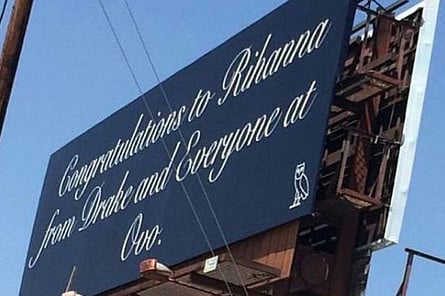 Congratulations to Rihanna
from Drake and Everyone at
Ovo.